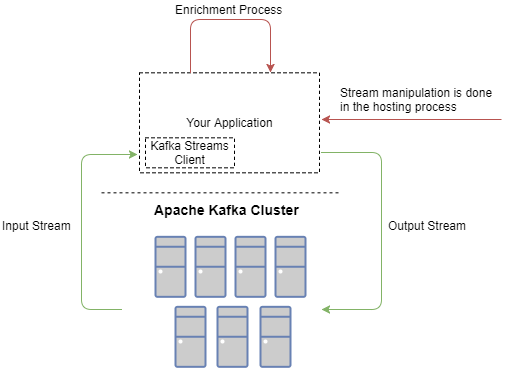 Enrichment Process
Stream manipulation is done
in the hosting process
Your Application
Kafka Streams
Client
Apache Kafka Cluster
Input Stream
Output Stream